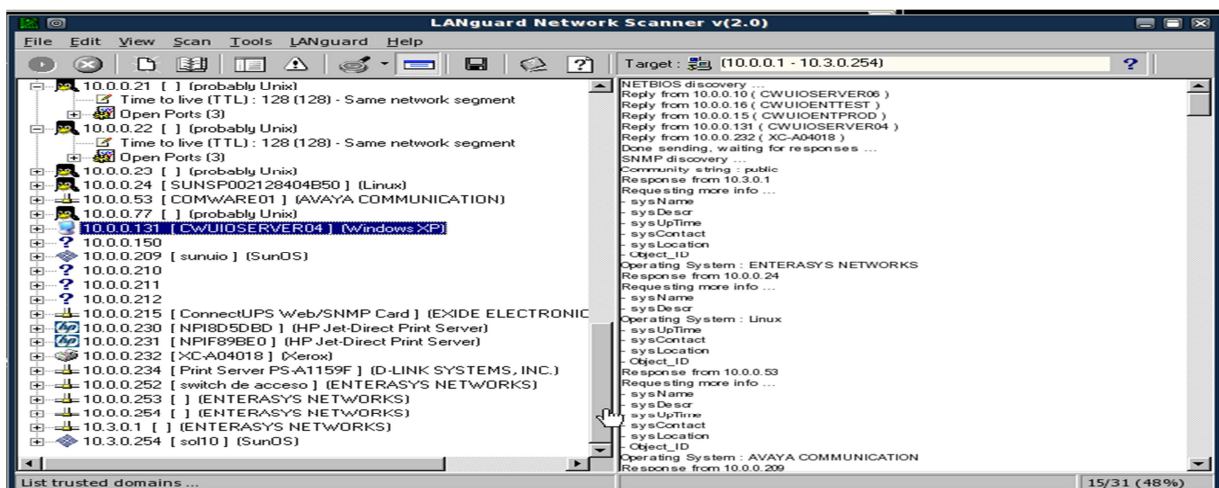 LANguard Network Scanner v(2.0)
File Edit View Scan Tools LANguard Help
Target : (10.0.0.1 - 10.3.0.254)
10.0.0.21 [ ] (probably Unix)
Time to live (TTL) : 128 (128) - Same network segment
Open Ports (3)
10.0.0.22 [ ] (probably Unix)
Time to live (TTL) : 128 (128) - Same network segment
Open Ports (3)
10.0.0.23 [ ] (probably Unix)
10.0.0.24 [ SUNSP002128404B50 ] (Linux)
10.0.0.53 [ COMWARE01 ] (AVAYA COMMUNICATION)
10.0.0.77 [ ] (probably Unix)
10.0.0.131 [ CWUIOSERVER04 ] (Windows XP)
? 10.0.0.150
10.0.0.209 [ sunuio ] (SunOS)
? 10.0.0.210
? 10.0.0.211
? 10.0.0.212
10.0.0.215 [ ConnectUPS Web/SNMP Card ] (EXIDE ELECTRONIC
10.0.0.230 [ NPI8D5DBD ] (HP Jet-Direct Print Server)
10.0.0.231 [ NPIF89BE0 ] (HP Jet-Direct Print Server)
10.0.0.232 [ XC-A04018 ] (Xerox)
10.0.0.234 [ Print Server PS-A1159F ] (D-LINK SYSTEMS, INC.)
10.0.0.252 [ switch de acceso ] (ENTERASYS NETWORKS)
10.0.0.253 [ ] (ENTERASYS NETWORKS)
10.0.0.254 [ ] (ENTERASYS NETWORKS)
10.3.0.1 [ ] (ENTERASYS NETWORKS)
10.3.0.254 [ sol10 ] (SunOS)
NETBIOS discovery ...
Reply from 10.0.0.10 ( CWUIOSERVER06 )
Reply from 10.0.0.16 ( CWUIOENTTEST )
Reply from 10.0.0.15 ( CWUIOENTPROD )
Reply from 10.0.0.131 ( CWUIOSERVER04 )
Reply from 10.0.0.232 ( XC-A04018 )
Done sending, waiting for responses ...
SNMP discovery ...
Community string : public
Response from 10.3.0.1
Requesting more info ...
- sysName
- sysDescr
- sysUpTime
- sysContact
- sysLocation
- Object_ID
Operating System : ENTERASYS NETWORKS
Response from 10.0.0.24
Requesting more info ...
- sysName
- sysDescr
Operating System : Linux
- sysUpTime
- sysContact
- sysLocation
- Object_ID
Response from 10.0.0.53
Requesting more info ...
- sysName
- sysDescr
- sysUpTime
- sysContact
- sysLocation
- Object_ID
Operating System : AVAYA COMMUNICATION
Response from 10.0.0.209
List trusted domains ...
15/31 (48%)